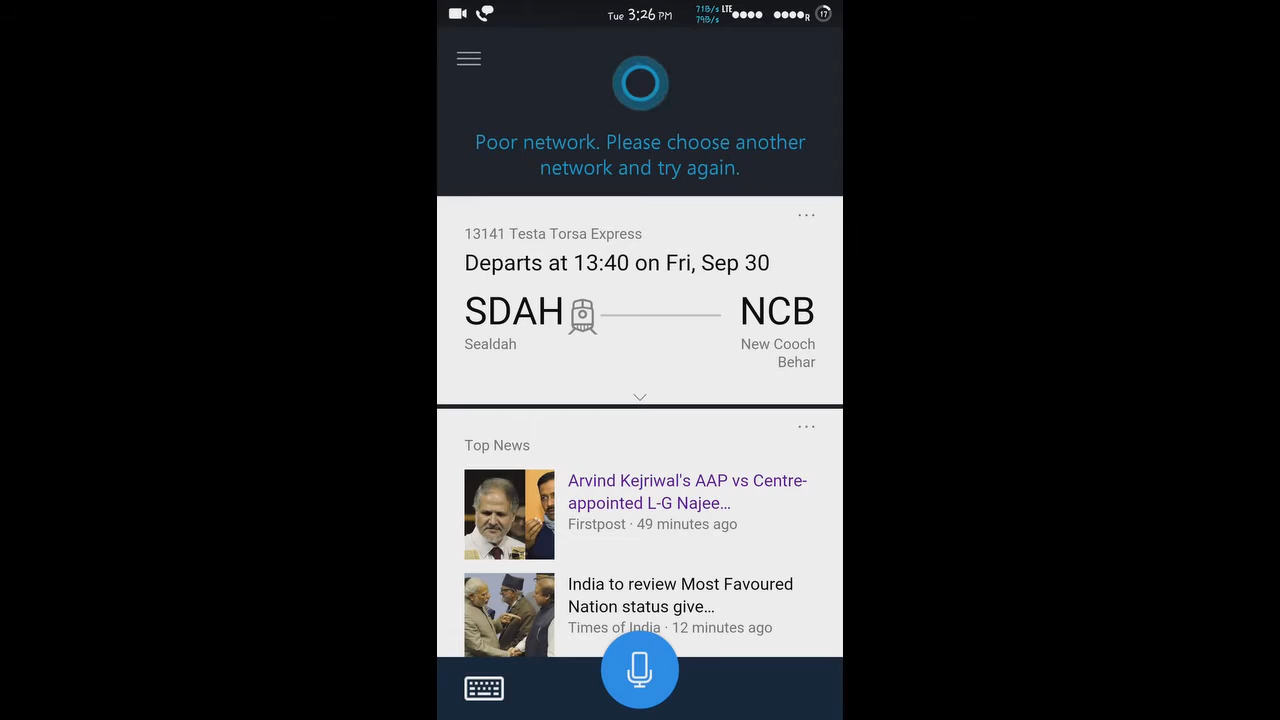 Tue 3:26 PM
71B/s LTE
79B/s
R
17
Poor network. Please choose another
network and try again.
13141 Testa Torsa Express
Departs at 13:40 on Fri, Sep 30
SDAH NCB
Sealdah New Cooch
Behar
Top News
Arvind Kejriwal's AAP vs Centre-
appointed L-G Najee...
Firstpost · 49 minutes ago
India to review Most Favoured
Nation status give...
Times of India · 12 minutes ago